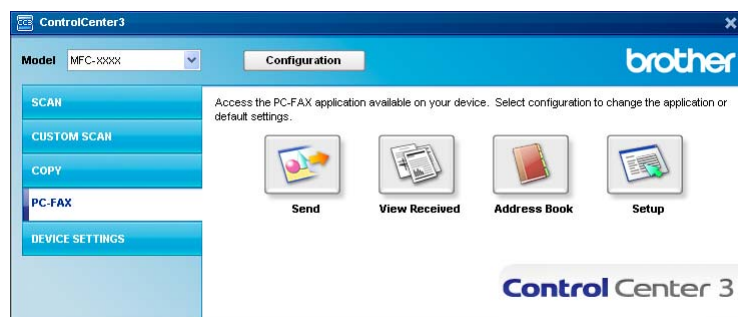 CC3 ControlCenter3
Model MFC-XXXX Configuration brother
SCAN
CUSTOM SCAN
COPY
PC-FAX
DEVICE SETTINGS
Access the PC-FAX application available on your device. Select configuration to change the application or
default settings.
Send View Received Address Book Setup
Control Center 3